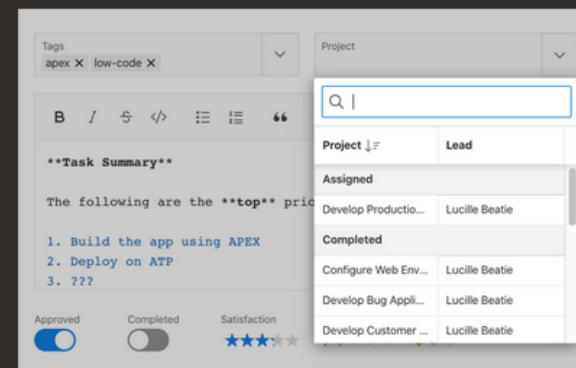 Tags
apex × low-code ×
Project
B I S </>
**Task Summary**
The following are the **top** prio
1. Build the app using APEX
2. Deploy on ATP
3. ???
Approved
Completed
Satisfaction
Project Lead
Assigned
Develop Productio... Lucille Beatie
Completed
Configure Web Env... Lucille Beatie
Develop Bug Appli... Lucille Beatie
Develop Customer ... Lucille Beatie